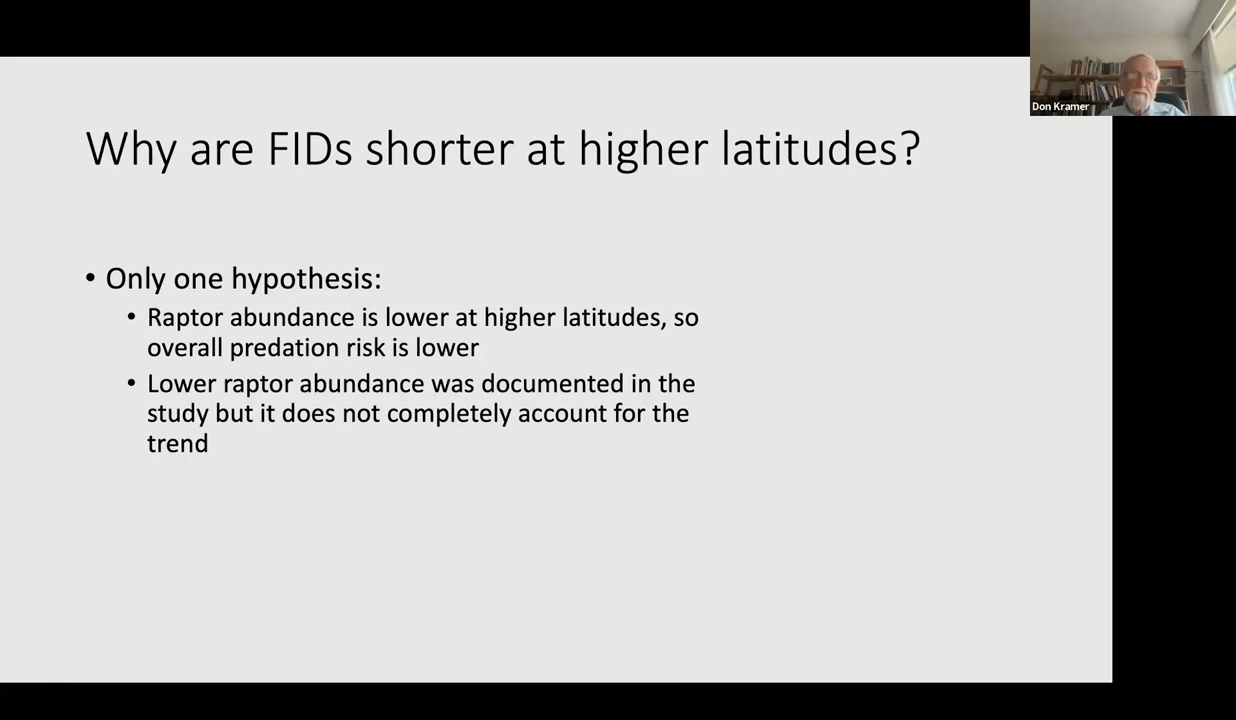 Don Kramer
Why are FIDs shorter at higher latitudes?
• Only one hypothesis:
• Raptor abundance is lower at higher latitudes, so
overall predation risk is lower
• Lower raptor abundance was documented in the
study but it does not completely account for the
trend